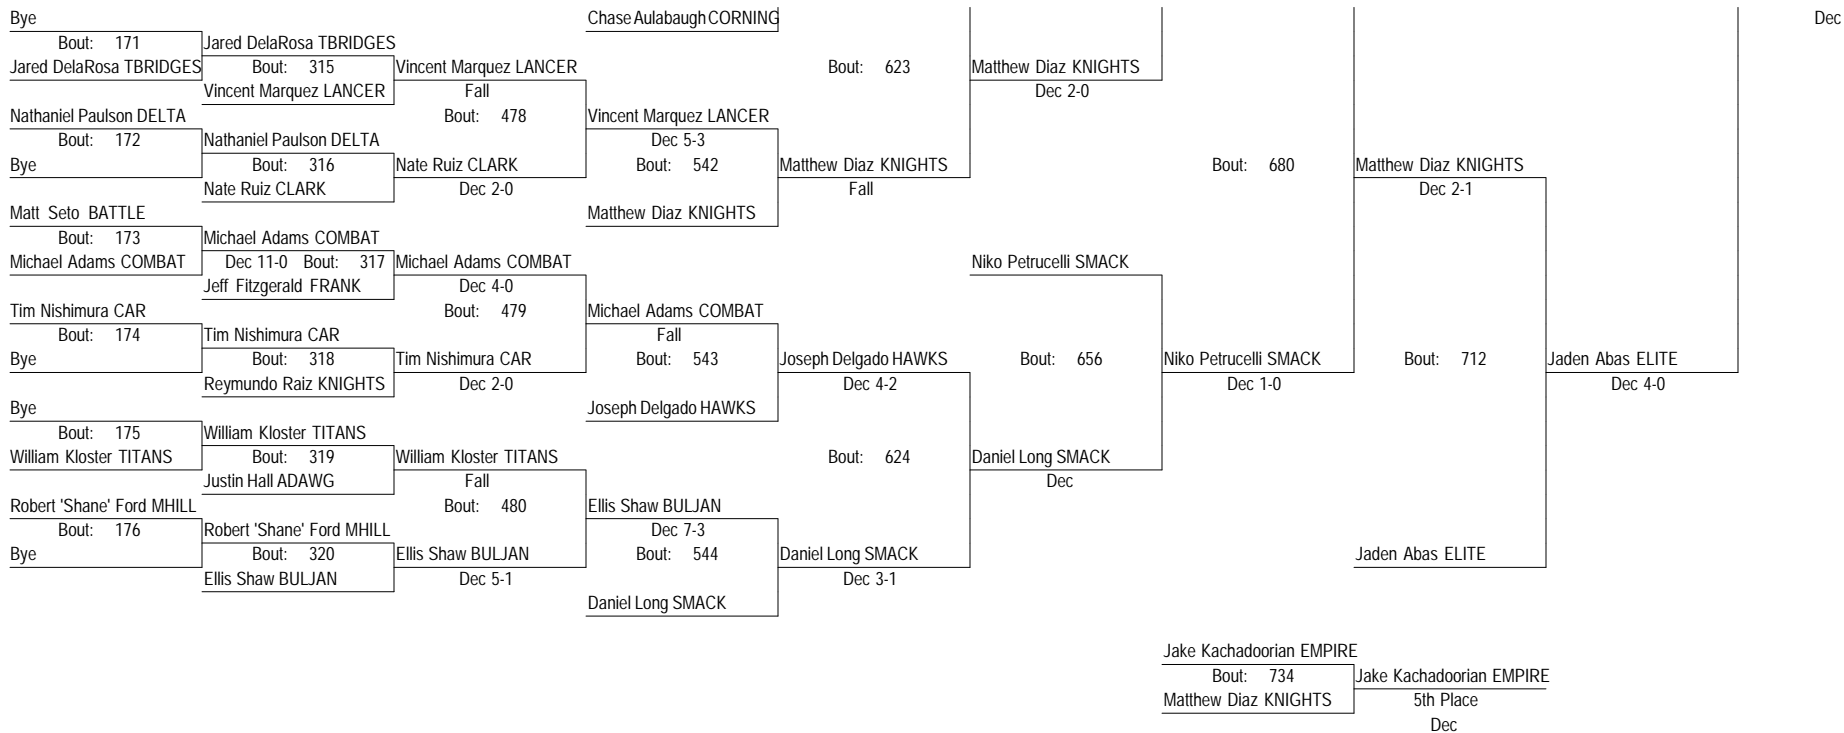 Bye
Chase Aulabaugh CORNING
Dec
Bout: 171
Jared DelaRosa TBRIDGES
Jared DelaRosa TBRIDGES
Bout: 315
Vincent Marquez LANCER
Bout: 623
Matthew Diaz KNIGHTS
Vincent Marquez LANCER
Fall
Dec 2-0
Nathaniel Paulson DELTA
Bout: 478
Vincent Marquez LANCER
Bout: 172
Nathaniel Paulson DELTA
Dec 5-3
Bye
Bout: 316
Nate Ruiz CLARK
Bout: 542
Matthew Diaz KNIGHTS
Bout: 680
Matthew Diaz KNIGHTS
Nate Ruiz CLARK
Dec 2-0
Fall
Dec 2-1
Matt Seto BATTLE
Matthew Diaz KNIGHTS
Bout: 173
Michael Adams COMBAT
Michael Adams COMBAT
Dec 11-0 Bout: 317
Michael Adams COMBAT
Niko Petrucelli SMACK
Jeff Fitzgerald FRANK
Dec 4-0
Tim Nishimura CAR
Bout: 479
Michael Adams COMBAT
Bout: 174
Tim Nishimura CAR
Fall
Bye
Bout: 318
Tim Nishimura CAR
Bout: 543
Joseph Delgado HAWKS
Bout: 656
Niko Petrucelli SMACK
Bout: 712
Jaden Abas ELITE
Reymundo Raiz KNIGHTS
Dec 2-0
Dec 4-2
Dec 1-0
Dec 4-0
Bye
Joseph Delgado HAWKS
Bout: 175
William Kloster TITANS
William Kloster TITANS
Bout: 319
William Kloster TITANS
Bout: 624
Daniel Long SMACK
Justin Hall ADAWG
Fall
Dec
Robert 'Shane' Ford MHILL
Bout: 480
Ellis Shaw BULJAN
Bout: 176
Robert 'Shane' Ford MHILL
Dec 7-3
Bye
Bout: 320
Ellis Shaw BULJAN
Bout: 544
Daniel Long SMACK
Jaden Abas ELITE
Ellis Shaw BULJAN
Dec 5-1
Dec 3-1
Daniel Long SMACK
Jake Kachadoorian EMPIRE
Bout: 734
Jake Kachadoorian EMPIRE
Matthew Diaz KNIGHTS
5th Place
Dec